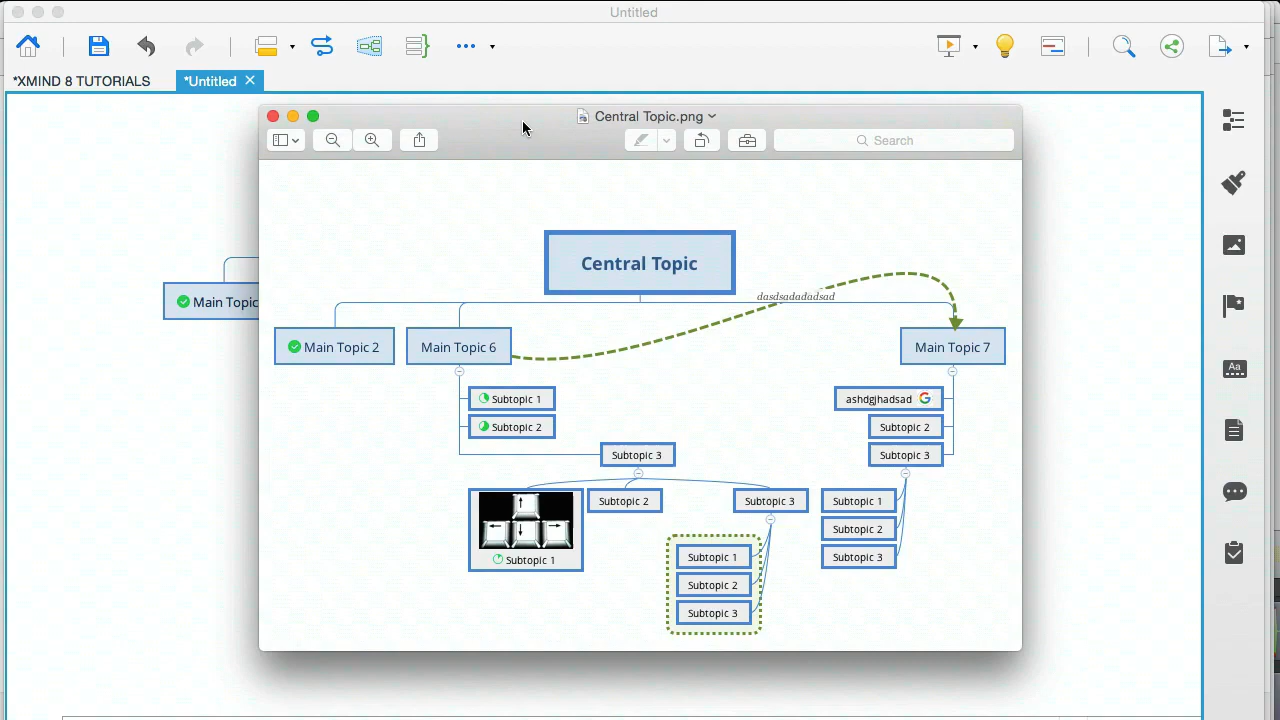 Untitled
*XMIND 8 TUTORIALS
*Untitled
Central Topic.png
Search
Aa
Main Topic
Central Topic
dasdsadadadsad
Main Topic 2
Main Topic 6
Main Topic 7
Subtopic 1
ashdgjhadsad
Subtopic 2
Subtopic 2
Subtopic 3
Subtopic 3
Subtopic 2
Subtopic 3
Subtopic 1
Subtopic 2
Subtopic 1
Subtopic 1
Subtopic 3
Subtopic 2
Subtopic 3